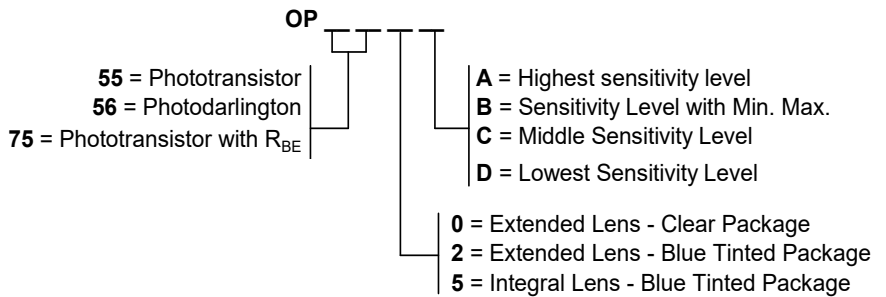 OP
55 = Phototransistor
56 = Photodarlington
75 = Phototransistor with RBE
A = Highest sensitivity level
B = Sensitivity Level with Min. Max.
C = Middle Sensitivity Level
D = Lowest Sensitivity Level
0 = Extended Lens - Clear Package
2 = Extended Lens - Blue Tinted Package
5 = Integral Lens - Blue Tinted Package